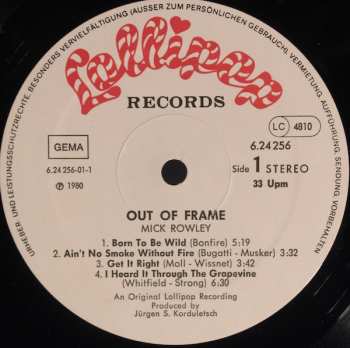 URHEBER UND LEISTUNGSSCHUTZRECHTE, BESONDERS VERVIELFÄLTIGUNG (AUSSER ZUM PERSÖNLICHEN GEBRAUCH), VERMIETUNG, AUFFÜHRUNG, SENDUNG, VORBEHALTEN.
Lollipop
RECORDS
GEMA
LC 4810
6.24 256
6.24 256-01-1
Side 1 STEREO
℗ 1980
33 Upm
OUT OF FRAME
MICK ROWLEY
1. Born To Be Wild (Bonfire) 5:19
2. Ain't No Smoke Without Fire (Bugatti - Musker) 3:32
3. Get It Right (Moll - Wissnet) 3:42
4. I Heard It Through The Grapevine
(Whitfield - Strong) 6:30
An Original Lollipop Recording
Produced by
Jürgen S. Korduletsch